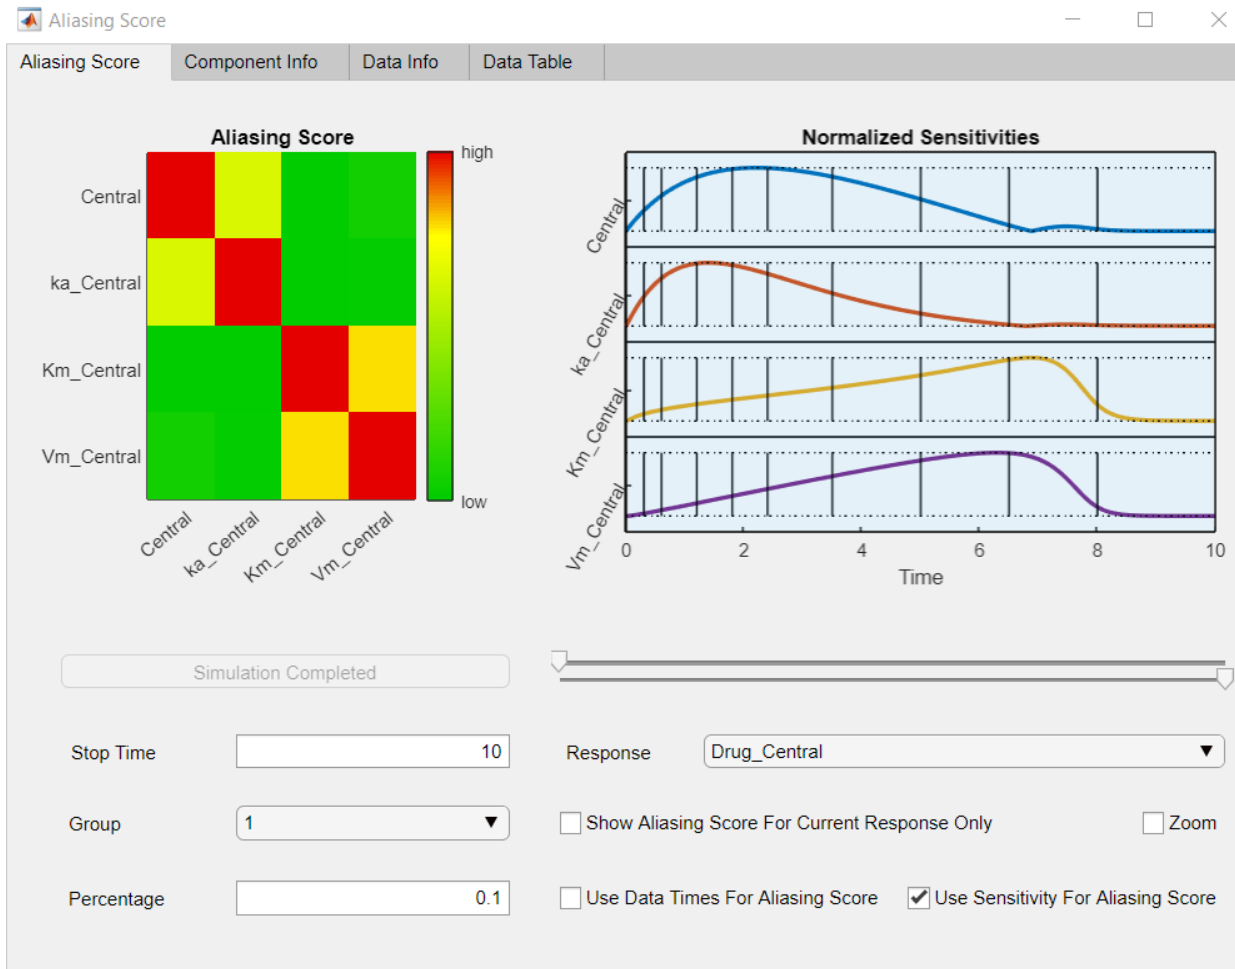 Aliasing Score
Aliasing Score
Component Info
Data Info
Data Table
Aliasing Score
high
Central
ka_Central
Km_Central
Vm_Central
low
Central
ka_Central
Km_Central
Vm_Central
Normalized Sensitivities
Central
ka_Central
Km_Central
Vm_Central
0 2 4 6 8 10
Time
Simulation Completed
Stop Time 10
Response Drug_Central
Group 1
Show Aliasing Score For Current Response Only
Zoom
Percentage 0.1
Use Data Times For Aliasing Score
Use Sensitivity For Aliasing Score